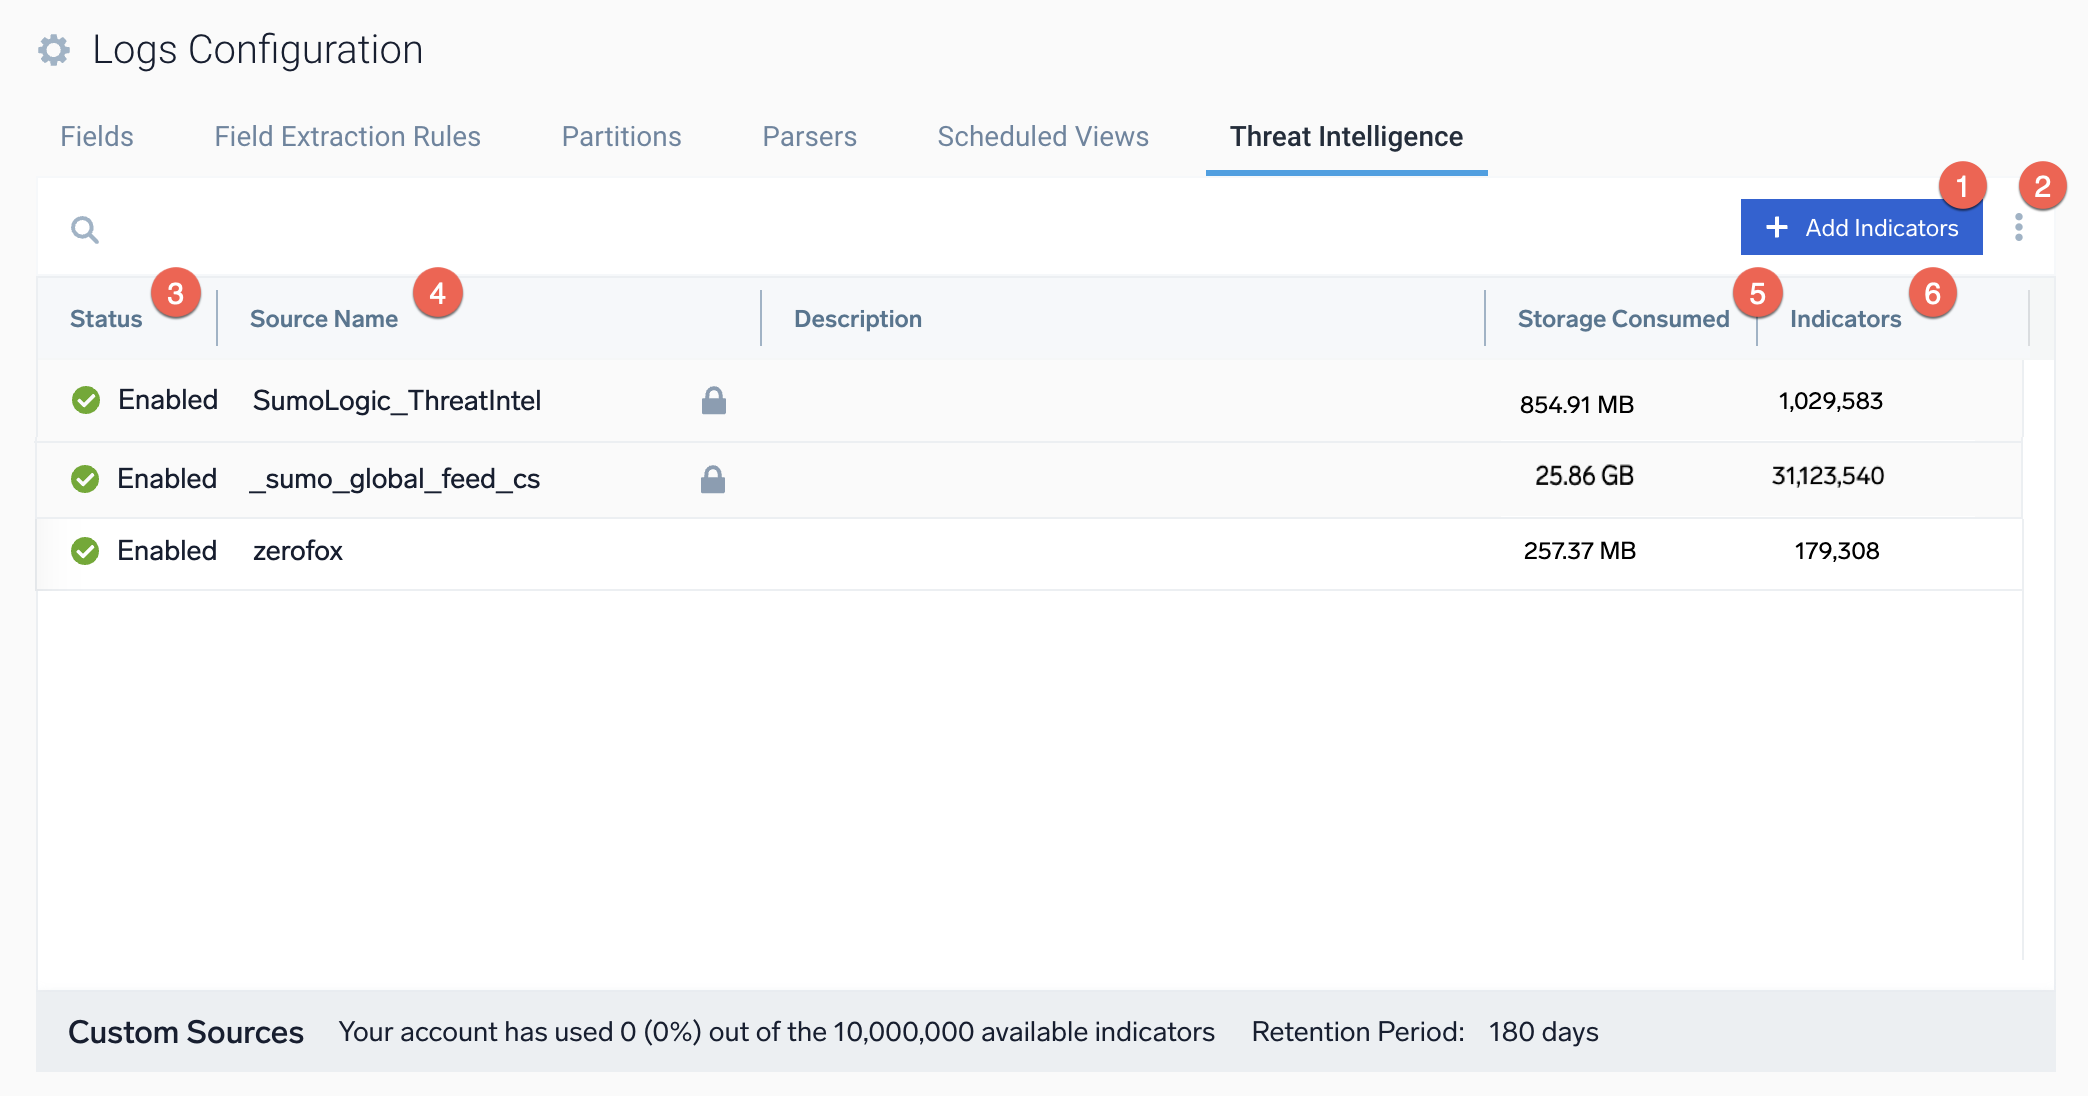 Logs Configuration
Fields Field Extraction Rules Partitions Parsers Scheduled Views Threat Intelligence
1 2
+ Add Indicators
3 4 5 6
Status Source Name Description Storage Consumed Indicators
Enabled SumoLogic_ThreatIntel 854.91 MB 1,029,583
Enabled _sumo_global_feed_cs 25.86 GB 31,123,540
Enabled zerofox 257.37 MB 179,308
Custom Sources Your account has used 0 (0%) out of the 10,000,000 available indicators Retention Period: 180 days